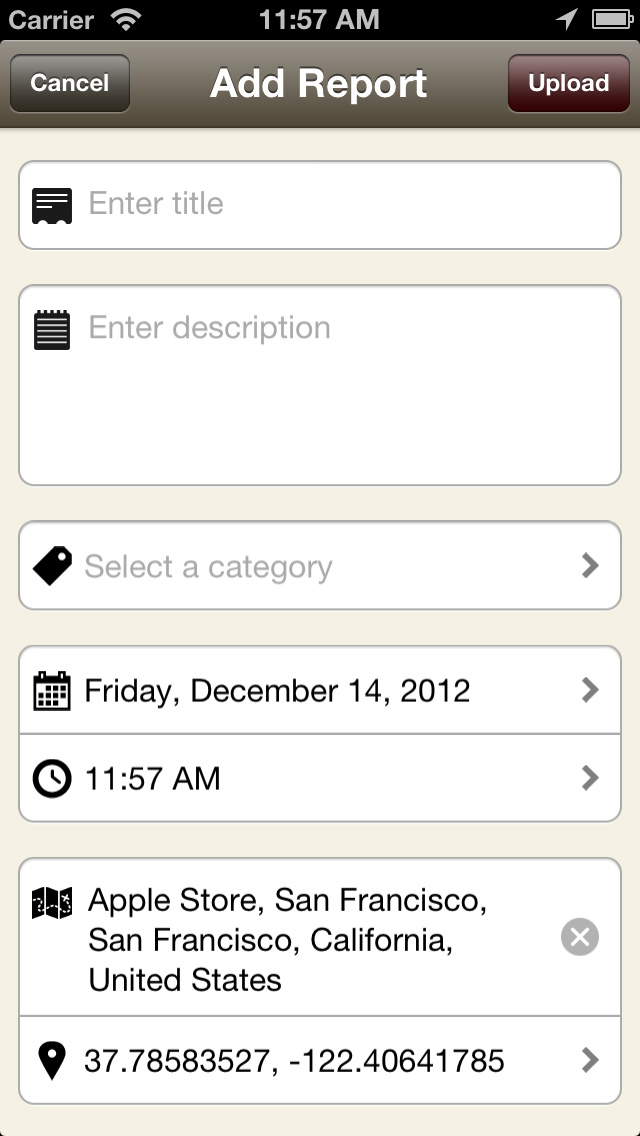 Carrier 11:57 AM
Cancel Add Report Upload
Enter title
Enter description
Select a category
Friday, December 14, 2012
11:57 AM
Apple Store, San Francisco,
San Francisco, California,
United States
37.78583527, -122.40641785